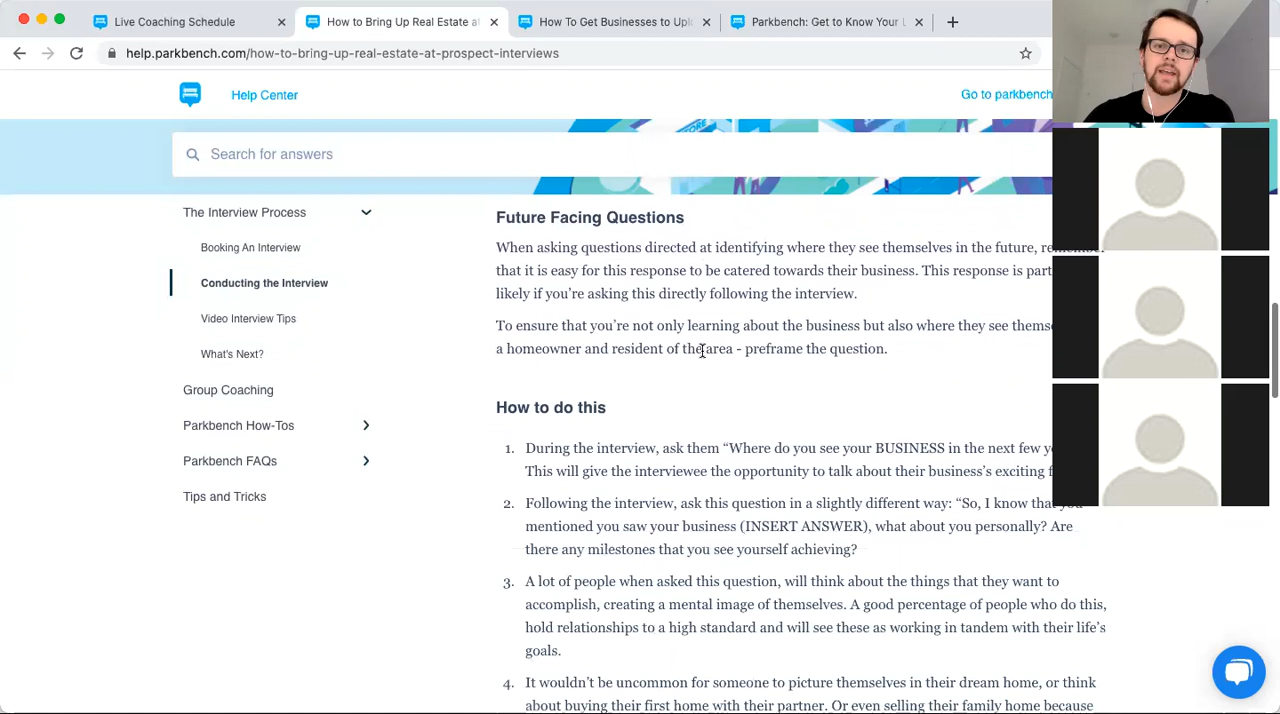 Live Coaching Schedule
How to Bring Up Real Estate at
How To Get Businesses to Upl
Parkbench: Get to Know Your L
help.parkbench.com/how-to-bring-up-real-estate-at-prospect-interviews
Help Center
Go to parkbench
Search for answers
The Interview Process
Booking An Interview
Conducting the Interview
Video Interview Tips
What's Next?
Group Coaching
Parkbench How-Tos
Parkbench FAQs
Tips and Tricks
Future Facing Questions
When asking questions directed at identifying where they see themselves in the future,
that it is easy for this response to be catered towards their business. This response is
likely if you’re asking this directly following the interview.
To ensure that you’re not only learning about the business but also where they see
a homeowner and resident of the area - preframe the question.
How to do this
1. During the interview, ask them “Where do you see your BUSINESS in the next few
This will give the interviewee the opportunity to talk about their business’s exciting
2. Following the interview, ask this question in a slightly different way: “So, I know that you
mentioned you saw your business (INSERT ANSWER), what about you personally? Are
there any milestones that you see yourself achieving?
3. A lot of people when asked this question, will think about the things that they want to
accomplish, creating a mental image of themselves. A good percentage of people who do this,
hold relationships to a high standard and will see these as working in tandem with their life’s
goals.
4. It wouldn’t be uncommon for someone to picture themselves in their dream home, or think
about buying their first home with their partner. Or even selling their family home because